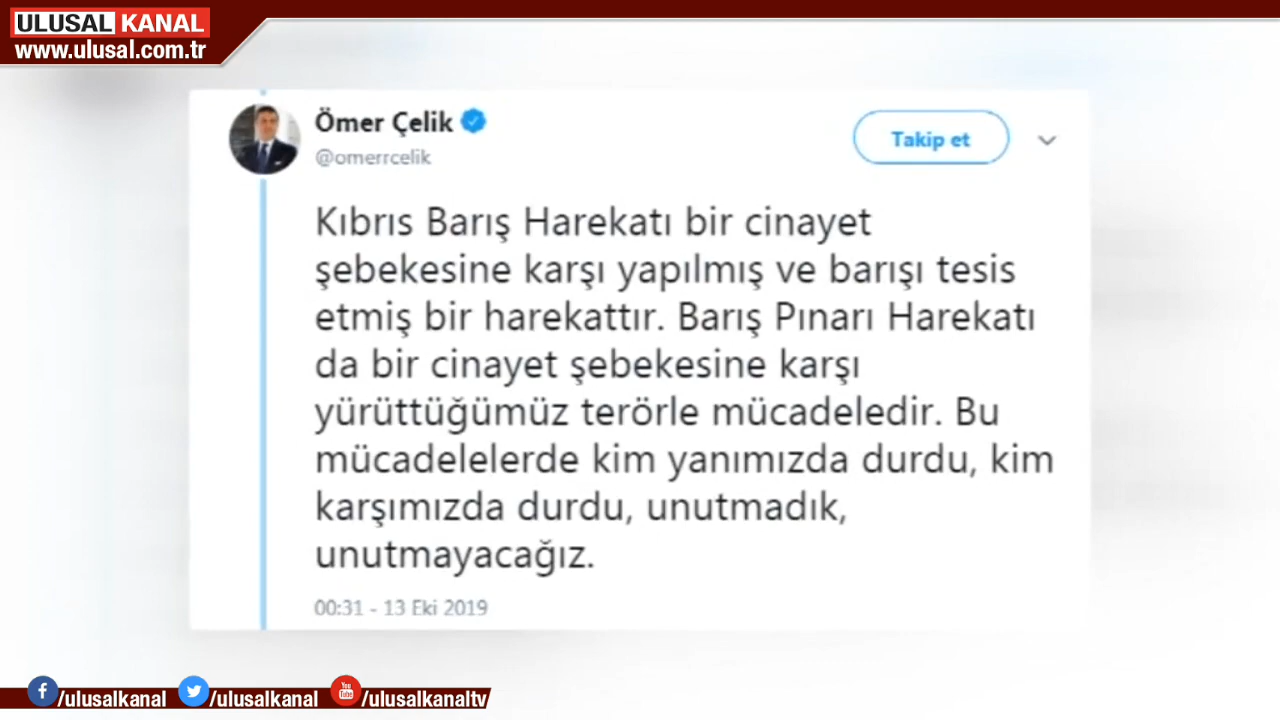 ULUSAL KANAL
www.ulusal.com.tr
Ömer Çelik
@omerrcelik
Takip et
Kıbrıs Barış Harekatı bir cinayet
şebekesine karşı yapılmış ve barışı tesis
etmiş bir harekattır. Barış Pınarı Harekatı
da bir cinayet şebekesine karşı
yürüttüğümüz terörle mücadeledir. Bu
mücadelelerde kim yanımızda durdu, kim
karşımızda durdu, unutmadık,
unutmayacağız.
00:31 - 13 Eki 2019
f /ulusalkanal /ulusalkanal You Tube /ulusalkanaltv